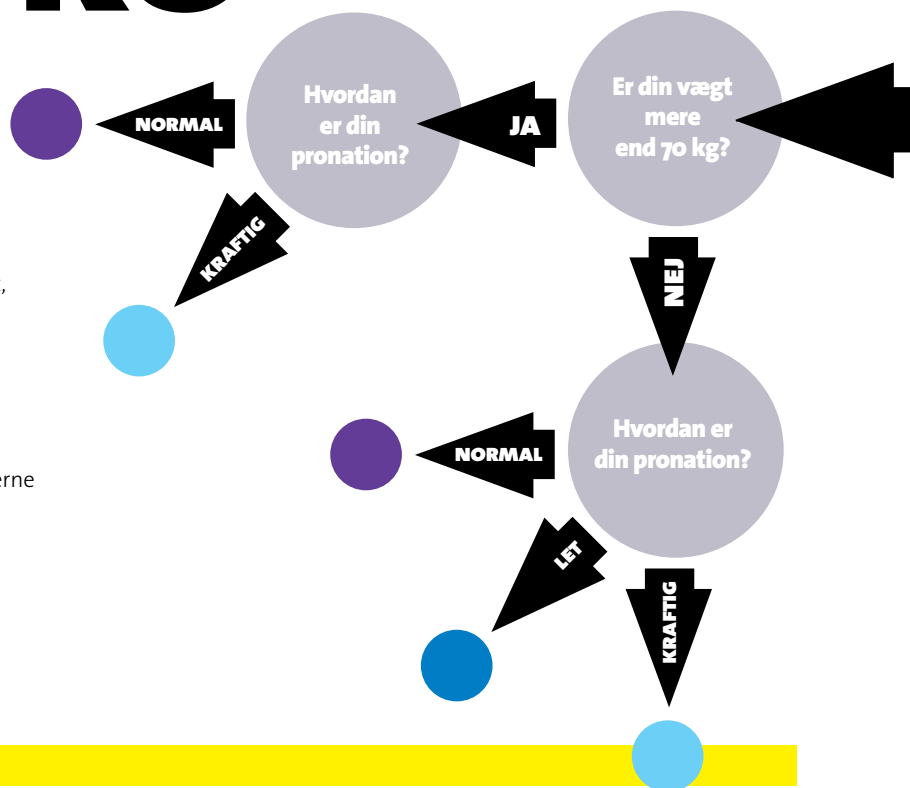 Hvordan
er din
pronation?
Er din vægt
mere
end 70 kg?
JA
NORMAL
KRAFTIG
NEJ
Hvordan er
din pronation?
NORMAL
LET
KRAFTIG
erne